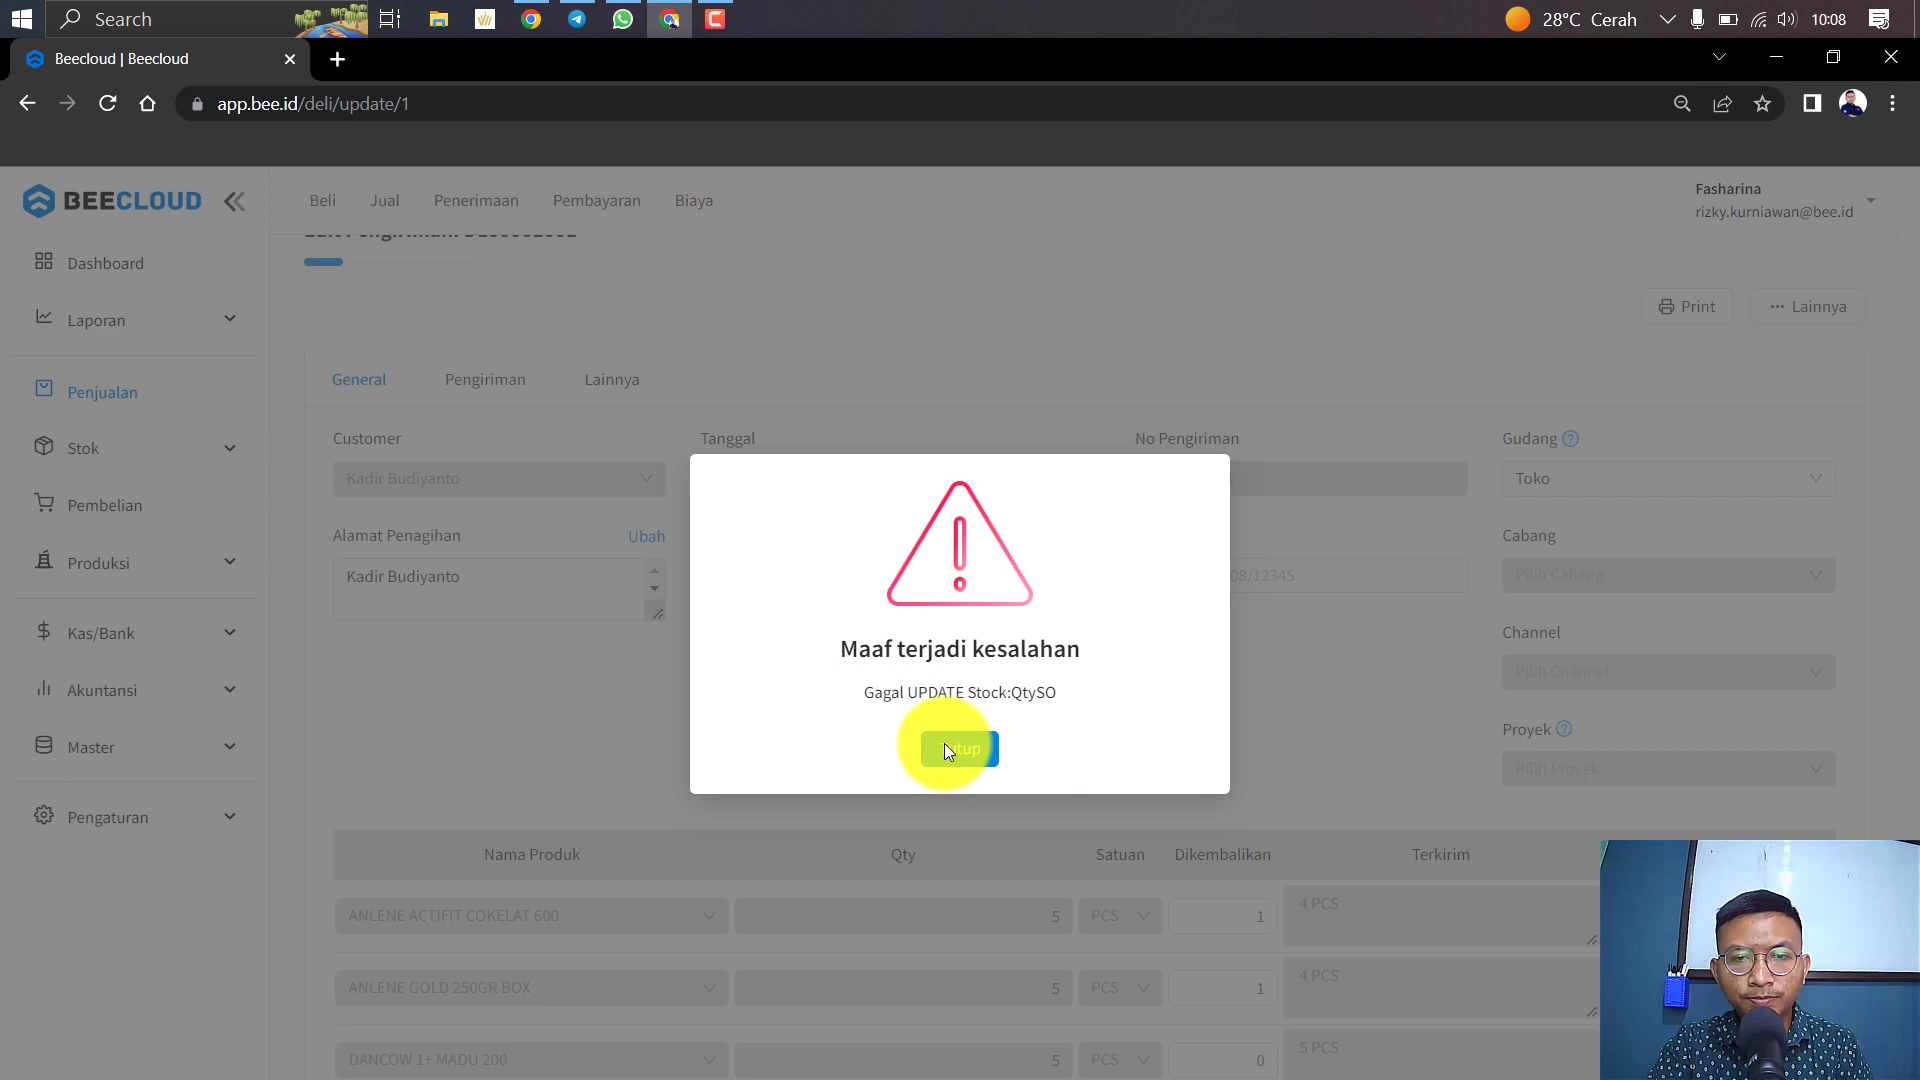 Search
28°C Cerah
10:08
Beecloud | Beecloud
app.bee.id/deli/update/1
BEECLOUD
Beli
Jual
Penerimaan
Pembayaran
Biaya
Fasharina
rizky.kurniawan@bee.id
Dashboard
Laporan
Penjualan
Stok
Pembelian
Produksi
Kas/Bank
Akuntansi
Master
Pengaturan
Print
Lainnya
General
Pengiriman
Lainnya
Customer
Tanggal
No Pengiriman
Gudang
Kadir Budiyanto
Toko
Alamat Penagihan
Ubah
Cabang
Kadir Budiyanto
08/12345
Pilih Cabang
Channel
Pilih Channel
Proyek
Pilih Proyek
Maaf terjadi kesalahan
Gagal UPDATE Stock:QtySO
Tutup
Nama Produk
Qty
Satuan
Dikembalikan
Terkirim
ANLENE ACTIFIT COKELAT 600
5
PCS
1
4 PCS
ANLENE GOLD 250GR BOX
5
PCS
1
4 PCS
DANCOW 1+ MADU 200
5
PCS
0
5 PCS